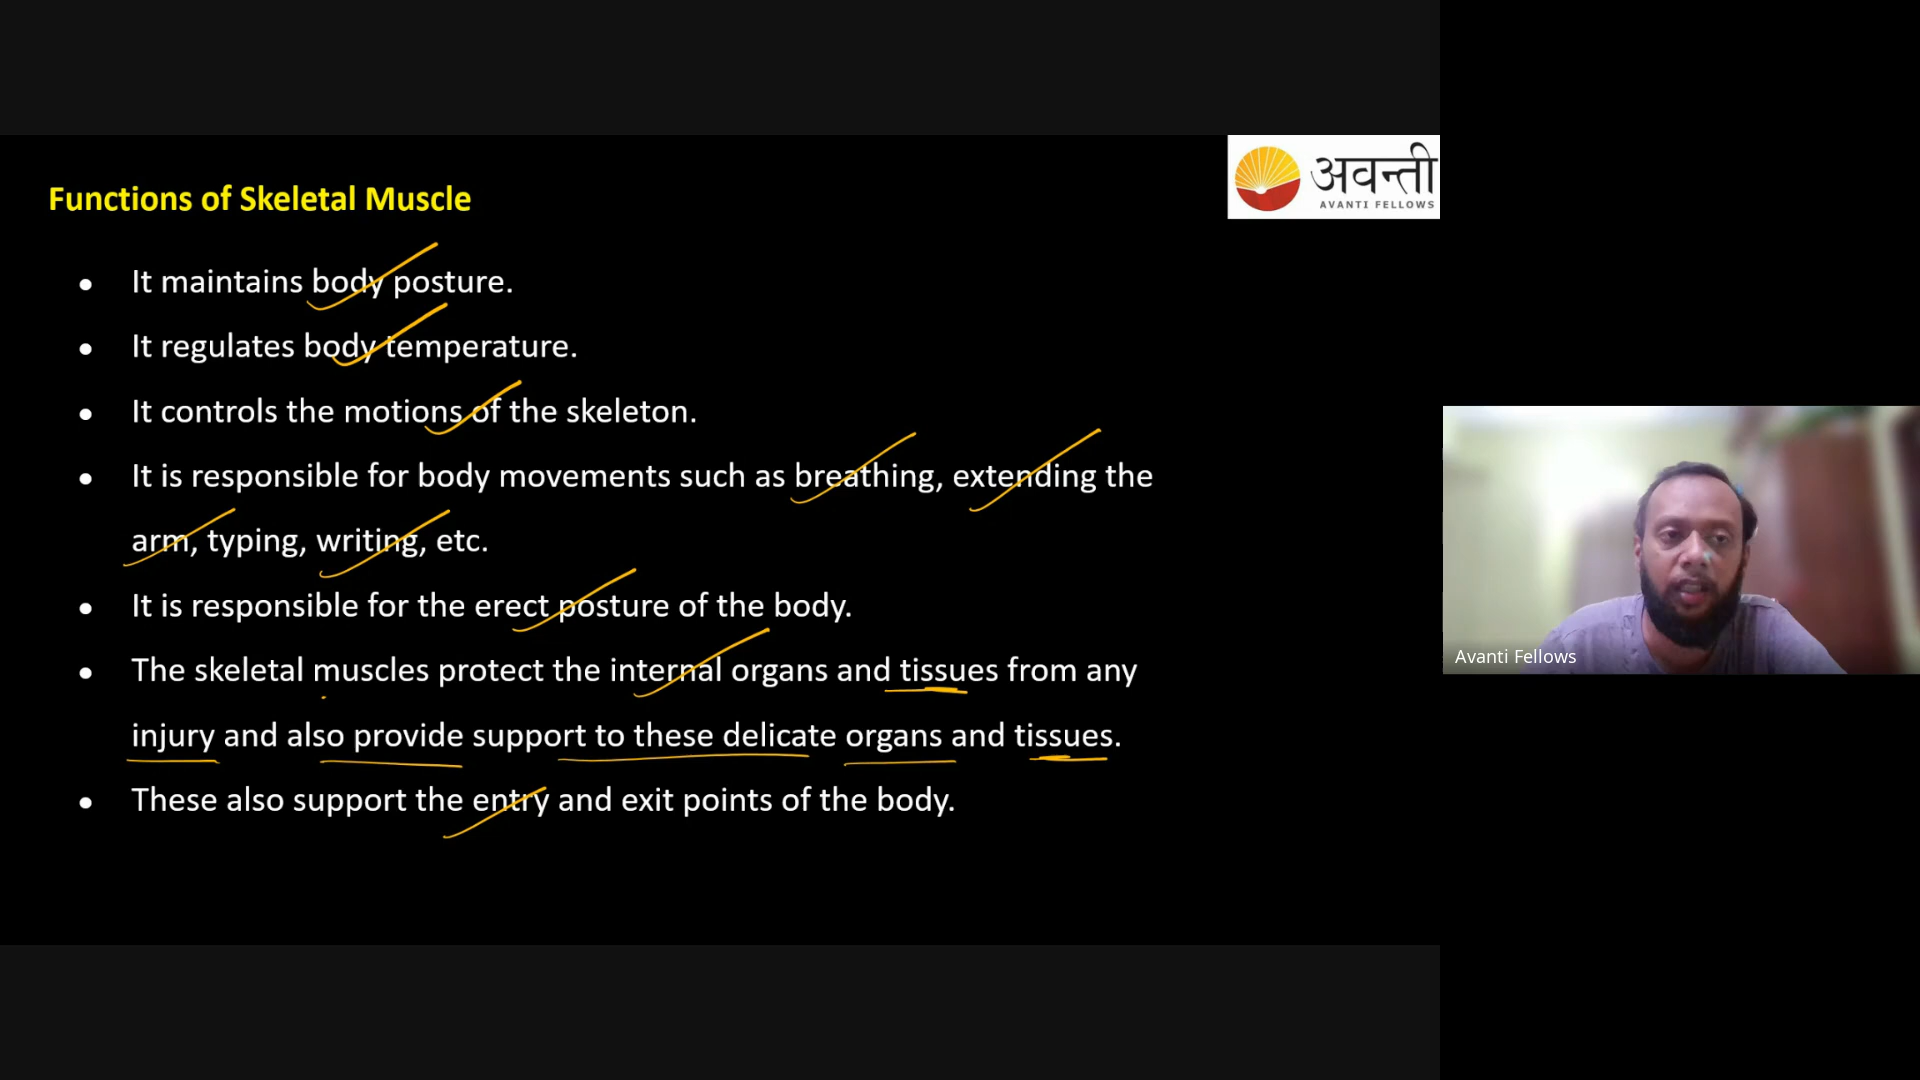 अवन्ती
AVANTI FELLOWS
Functions of Skeletal Muscle
● It maintains body posture.
● It regulates body temperature.
● It controls the motions of the skeleton.
● It is responsible for body movements such as breathing, extending the
arm, typing, writing, etc.
● It is responsible for the erect posture of the body.
● The skeletal muscles protect the internal organs and tissues from any
injury and also provide support to these delicate organs and tissues.
● These also support the entry and exit points of the body.
Avanti Fellows